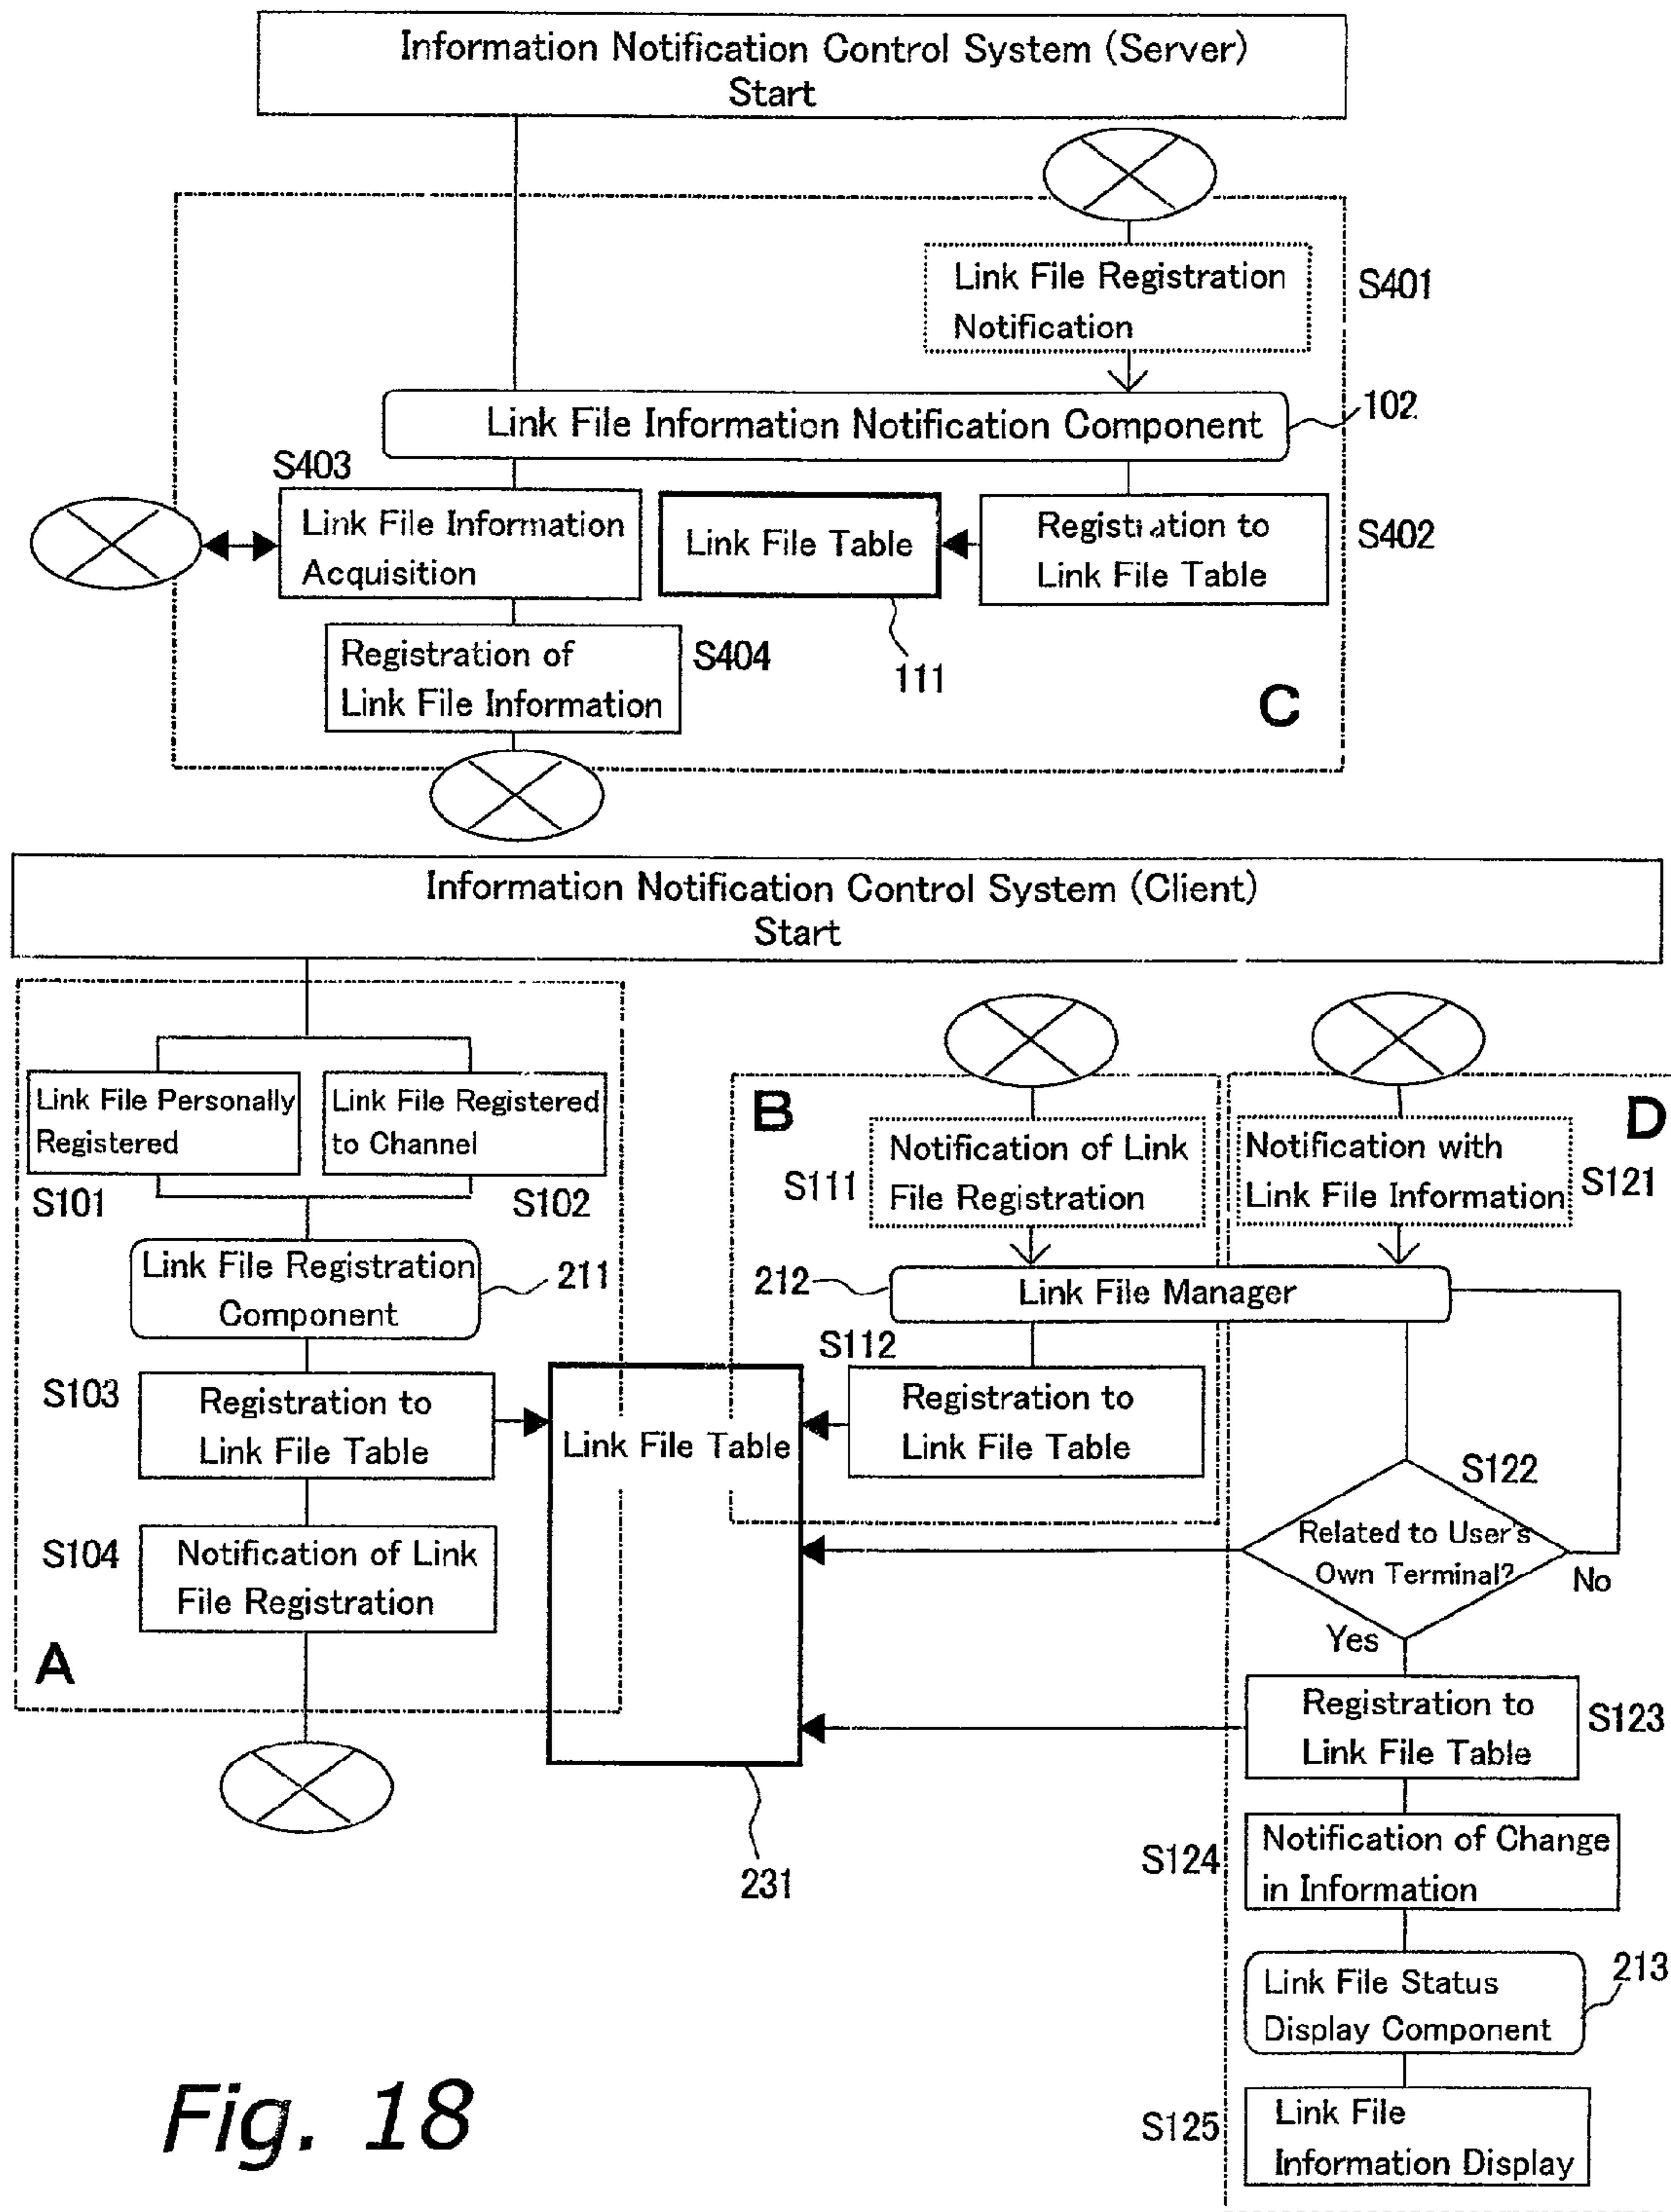 Information Notification Control System (Server)
Start
Link File Registration
Notification
S401
Link File Information Notification Component
102
S403
Link File Information
Acquisition
Link File Table
Registration to
Link File Table
S402
Registration of
Link File Information
S404
111
C
Information Notification Control System (Client)
Start
Link File Personally
Registered
Link File Registered
to Channel
S101
S102
B
Notification of Link
File Registration
S111
D
Notification with
Link File Information
S121
Link File Registration
Component
211
212
Link File Manager
S112
S103
Registration to
Link File Table
Link File Table
Registration to
Link File Table
S122
Related to User's
Own Terminal?
No
Yes
S104
Notification of Link
File Registration
A
Registration to
Link File Table
S123
231
S124
Notification of Change
in Information
213
Link File Status
Display Component
S125
Link File
Information Display
Fig. 18